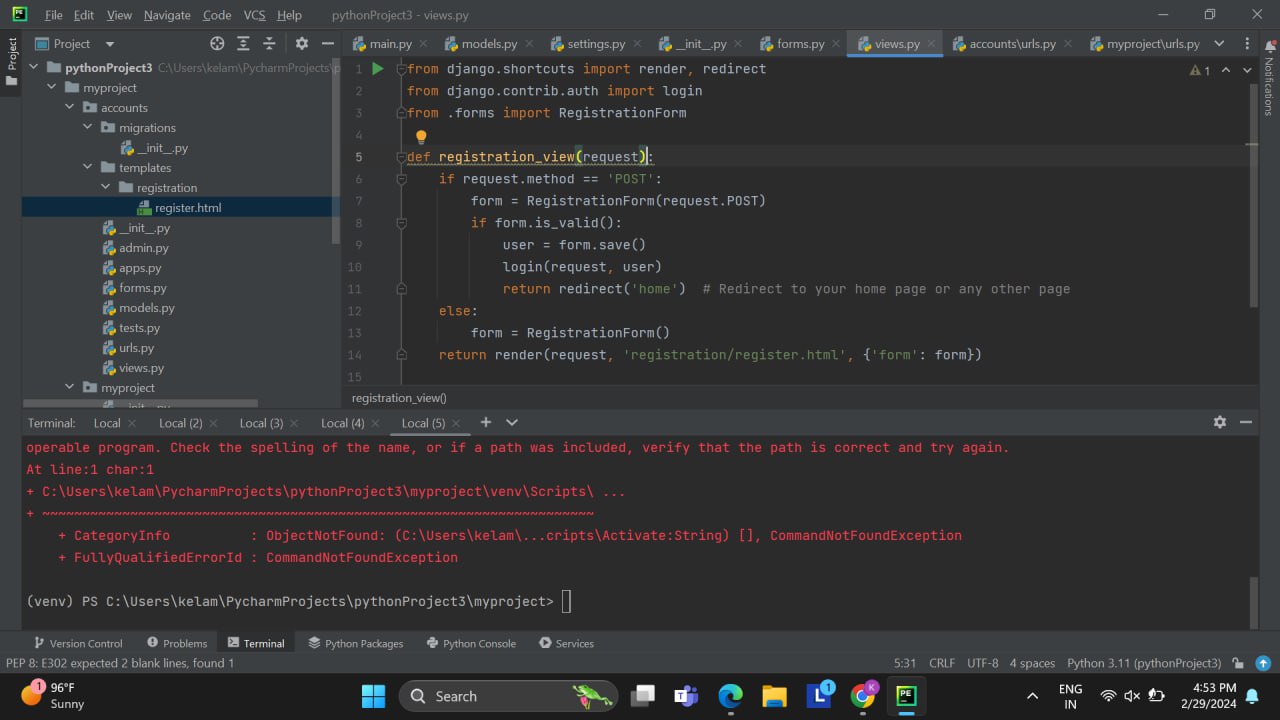 File Edit View Navigate Code VCS Help pythonProject3 - views.py
Project
Project
main.py models.py settings.py __init__.py forms.py views.py accounts\urls.py myproject\urls.py
Notifications
pythonProject3 C:\Users\kelam\PycharmProjects\p
myproject
accounts
migrations
__init__.py
templates
registration
register.html
__init__.py
admin.py
apps.py
forms.py
models.py
tests.py
urls.py
views.py
myproject
__init__.py
1 from django.shortcuts import render, redirect
1
2 from django.contrib.auth import login
3 from .forms import RegistrationForm
4
5 def registration_view(request):
6 if request.method == 'POST':
7 form = RegistrationForm(request.POST)
8 if form.is_valid():
9 user = form.save()
10 login(request, user)
11 return redirect('home')  # Redirect to your home page or any other page
12 else:
13 form = RegistrationForm()
14 return render(request, 'registration/register.html', {'form': form})
15
registration_view()
Terminal: Local Local (2) Local (3) Local (4) Local (5)
operable program. Check the spelling of the name, or if a path was included, verify that the path is correct and try again.
At line:1 char:1
+ C:\Users\kelam\PycharmProjects\pythonProject3\myproject\venv\Scripts\ ...
+ ~~~~~~~~~~~~~~~~~~~~~~~~~~~~~~~~~~~~~~~~~~~~~~~~~~~~~~~~~~~~~~~~~~~~~
+ CategoryInfo : ObjectNotFound: (C:\Users\kelam\...cripts\Activate:String) [], CommandNotFoundException
+ FullyQualifiedErrorId : CommandNotFoundException
(venv) PS C:\Users\kelam\PycharmProjects\pythonProject3\myproject>
Version Control Problems Terminal Python Packages Python Console Services
PEP 8: E302 expected 2 blank lines, found 1 5:31 CRLF UTF-8 4 spaces Python 3.11 (pythonProject3)
1 96°F
Sunny
Search
L 1
K
PE
ENG
IN
4:53 PM
2/29/2024